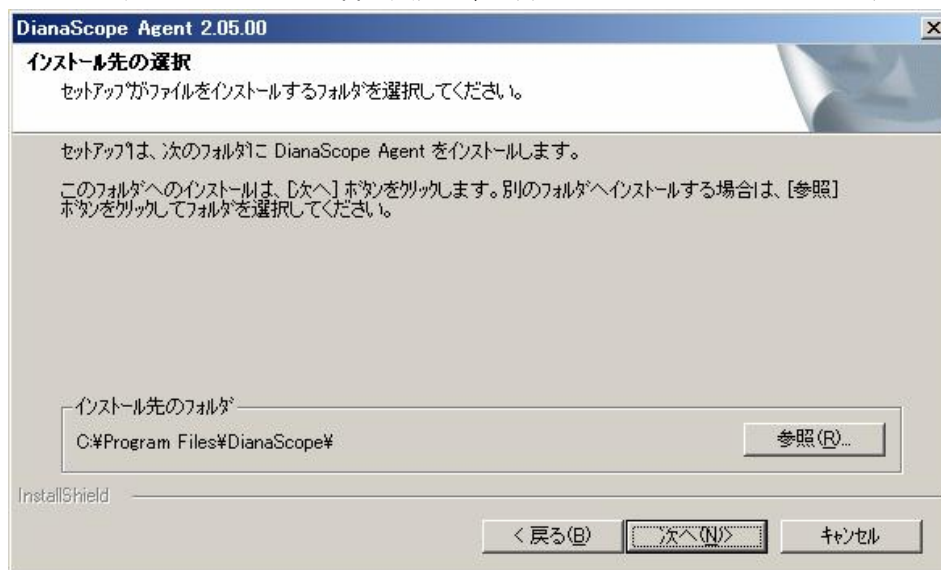 DianaScope Agent 2.05.00
インストール先の選択
セットアップがファイルをインストールするフォルダを選択してください。
セットアップは、次のフォルダに DianaScope Agent をインストールします。
このフォルダへのインストールは、[次へ] ボタンをクリックします。別のフォルダへインストールする場合は、[参照]
ボタンをクリックしてフォルダを選択してください。
インストール先のフォルダ
C:¥Program Files¥DianaScope¥
参照(R)...
InstallShield
< 戻る(B)
次へ(N)>
キャンセル